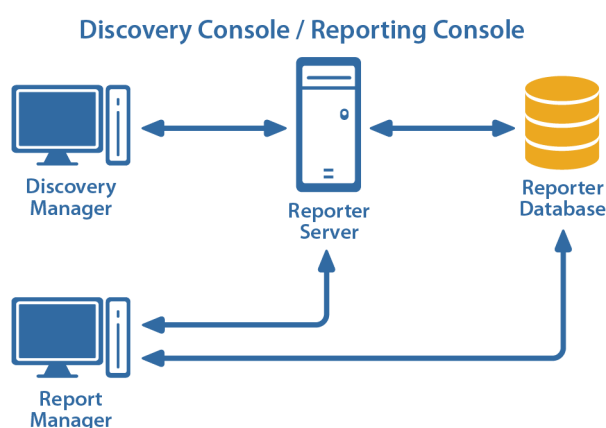 Discovery Console / Reporting Console
Discovery
Manager
Reporter
Server
Reporter
Database
Report
Manager